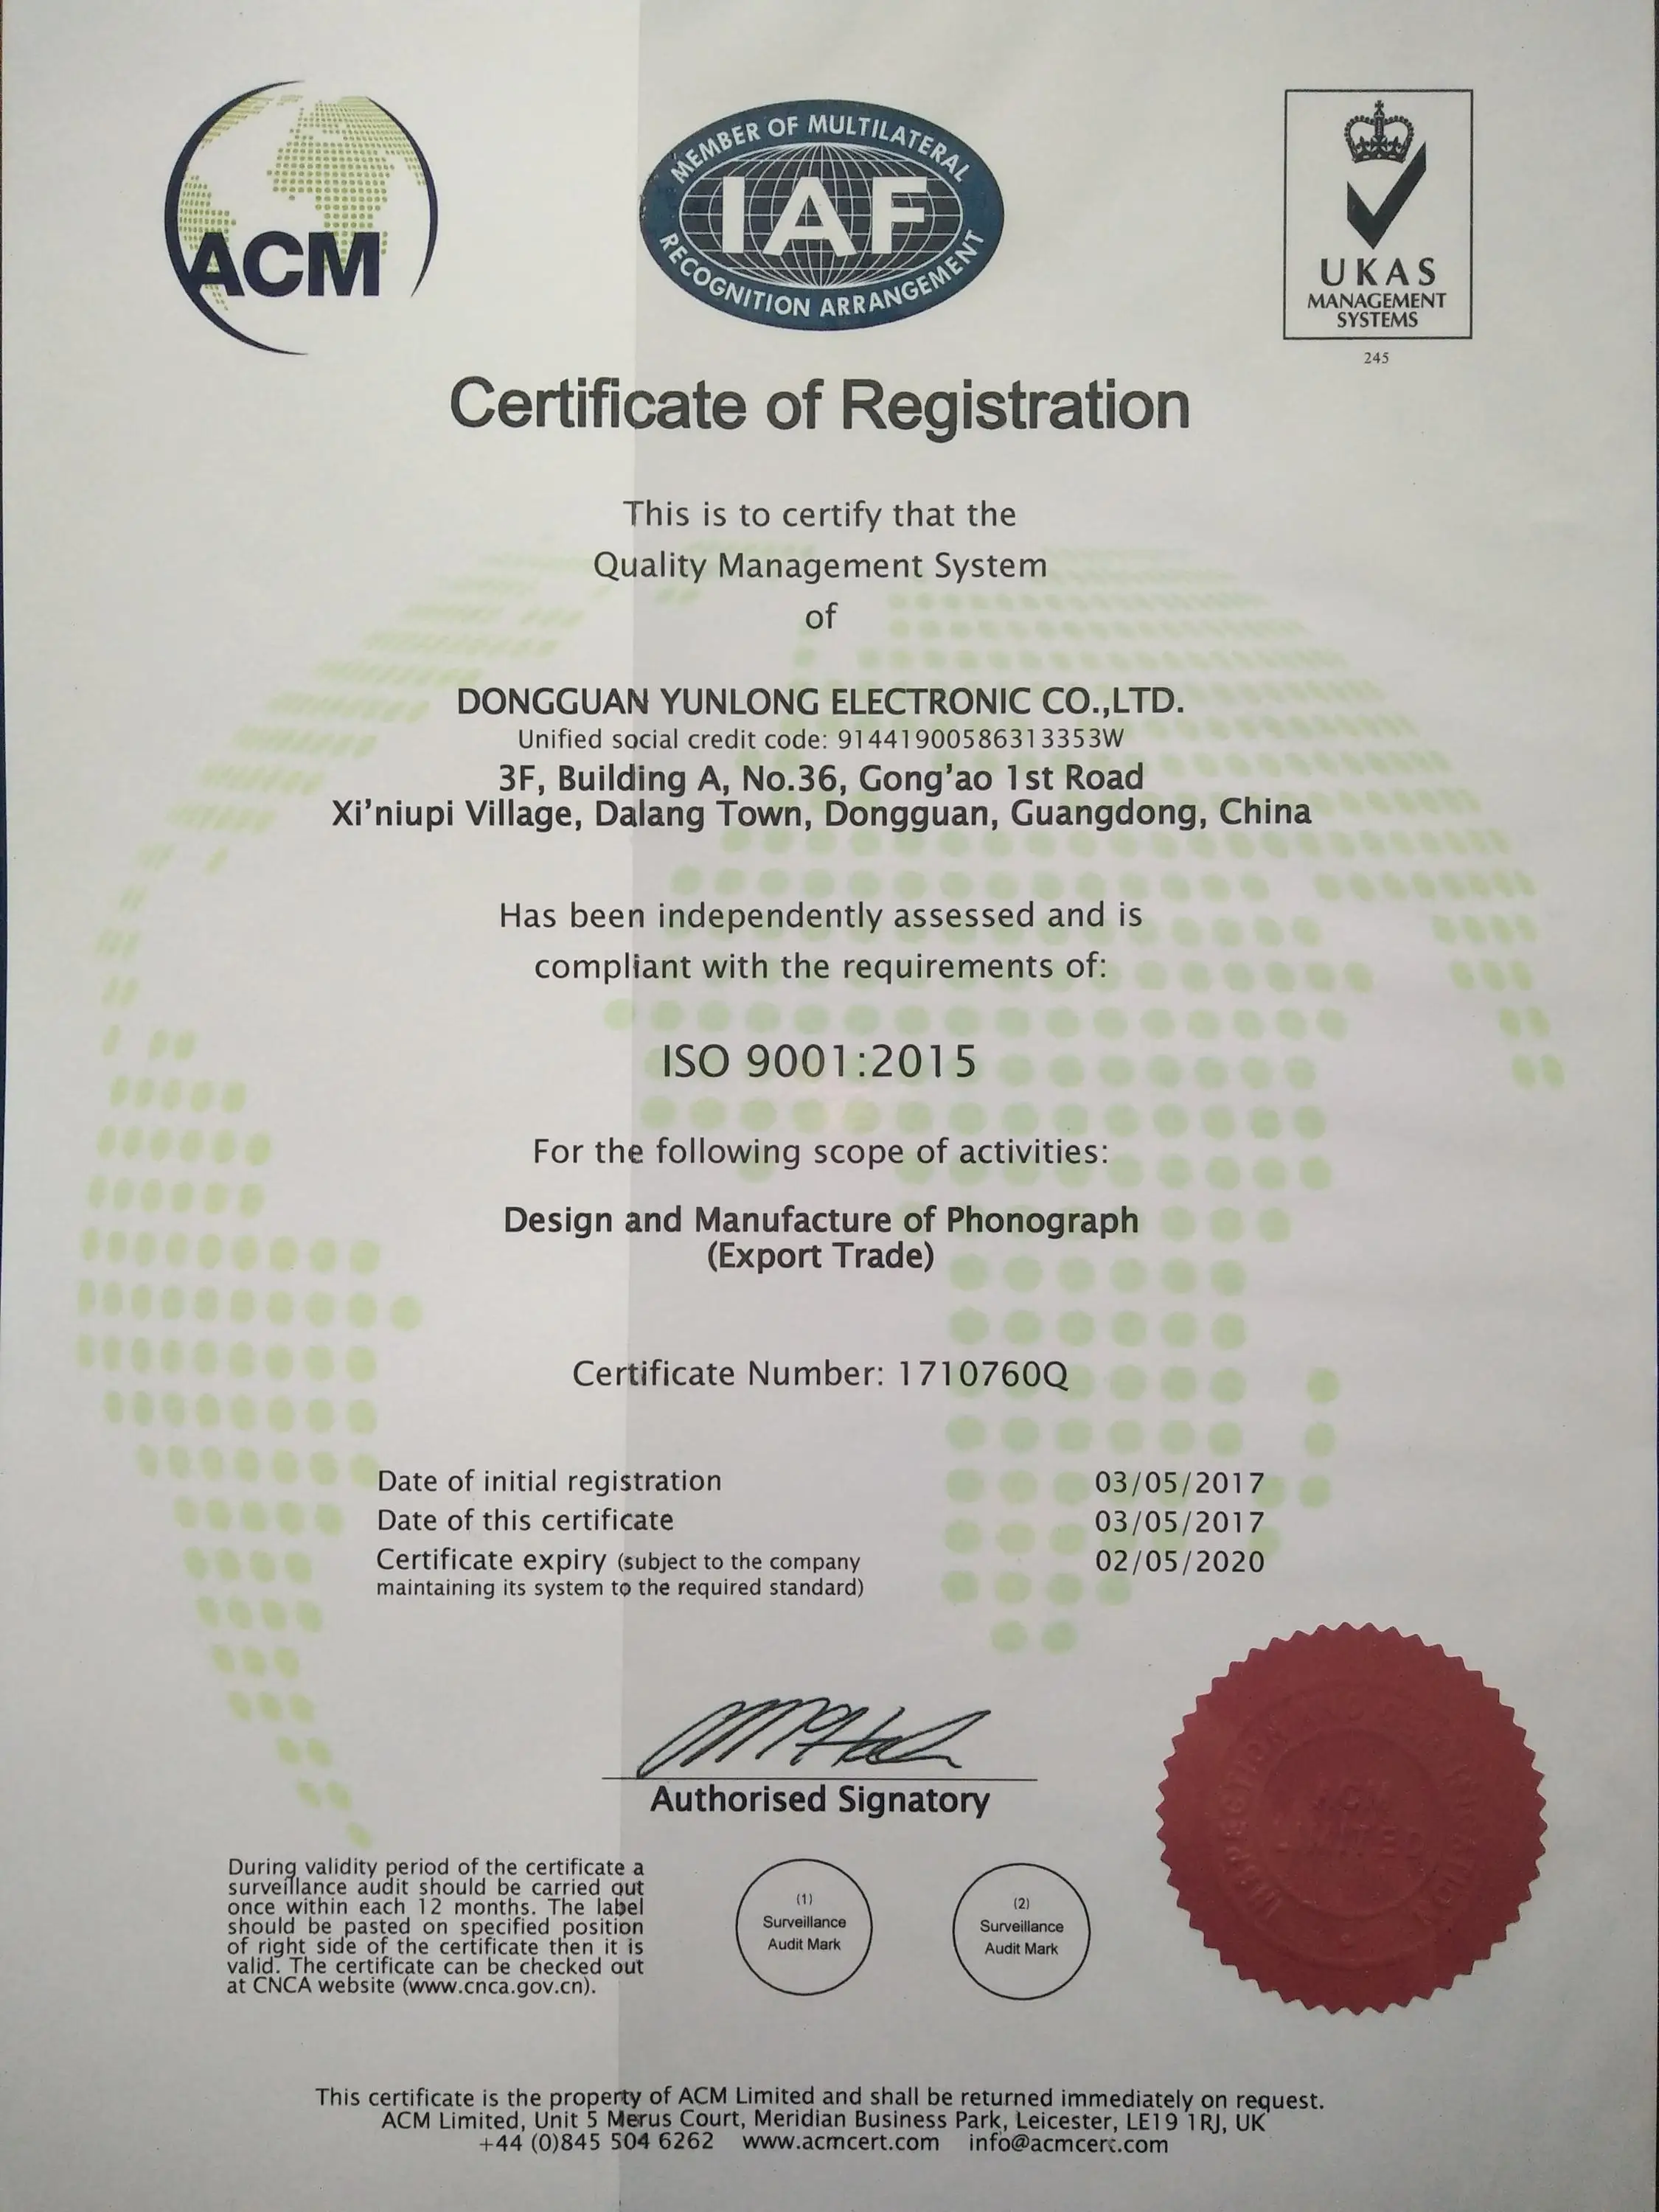 ACM
MEMBER OF MULTILATERAL
IAF
RECOGNITION ARRANGEMENT
UKAS
MANAGEMENT
SYSTEMS
245
Certificate of Registration
This is to certify that the
Quality Management System
of
DONGGUAN YUNLONG ELECTRONIC CO.,LTD.
Unified social credit code: 91441900586313353W
3F, Building A, No.36, Gong'ao 1st Road
Xi'niupi Village, Dalang Town, Dongguan, Guangdong, China
Has been independently assessed and is
compliant with the requirements of:
ISO 9001:2015
For the following scope of activities:
Design and Manufacture of Phonograph
(Export Trade)
Certificate Number: 1710760Q
Date of initial registration 03/05/2017
Date of this certificate 03/05/2017
Certificate expiry (subject to the company 02/05/2020
maintaining its system to the required standard)
Authorised Signatory
During validity period of the certificate a
surveillance audit should be carried out
once within each 12 months. The label
should be pasted on specified position
of right side of the certificate then it is
valid. The certificate can be checked out
at CNCA website (www.cnca.gov.cn).
(1)
Surveillance
Audit Mark
(2)
Surveillance
Audit Mark
ACM
LIMITED
This certificate is the property of ACM Limited and shall be returned immediately on request.
ACM Limited, Unit 5 Merus Court, Meridian Business Park, Leicester, LE19 1RJ, UK
+44 (0)845 504 6262 www.acmcert.com info@acmcert.com